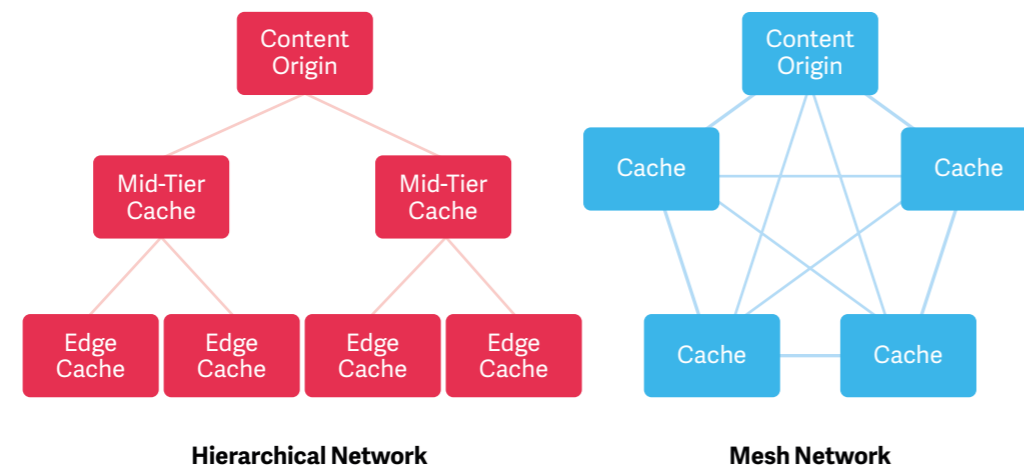 Content
Origin
Mid-Tier
Cache
Mid-Tier
Cache
Edge
Cache
Edge
Cache
Edge
Cache
Edge
Cache
Hierarchical Network
Content
Origin
Cache
Cache
Cache
Cache
Mesh Network